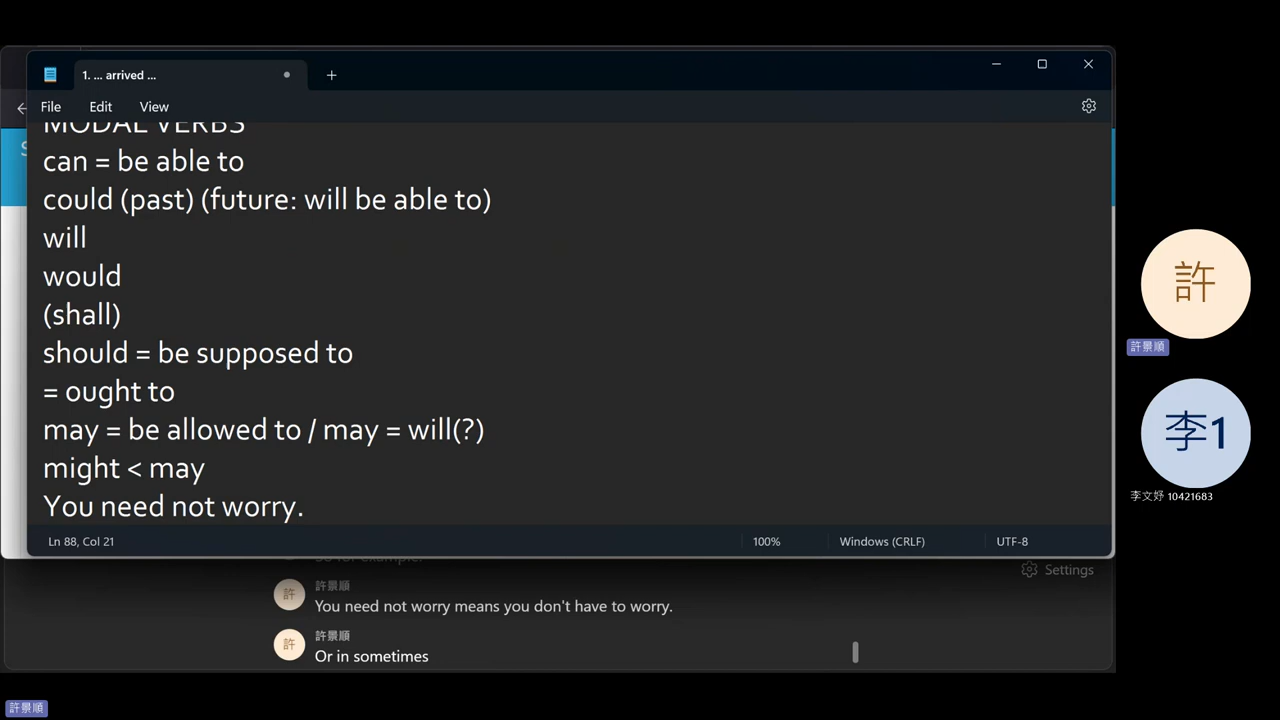 1. ... arrived ...
File Edit View
MODAL VERBS
can = be able to
could (past) (future: will be able to)
will
would
(shall)
should = be supposed to
= ought to
may = be allowed to / may = will(?)
might < may
You need not worry.
Ln 88, Col 21 100% Windows (CRLF) UTF-8
Settings
許 許景順
You need not worry means you don't have to worry.
許 許景順
Or in sometimes
許
許景順
李1
李文妤 10421683
許景順